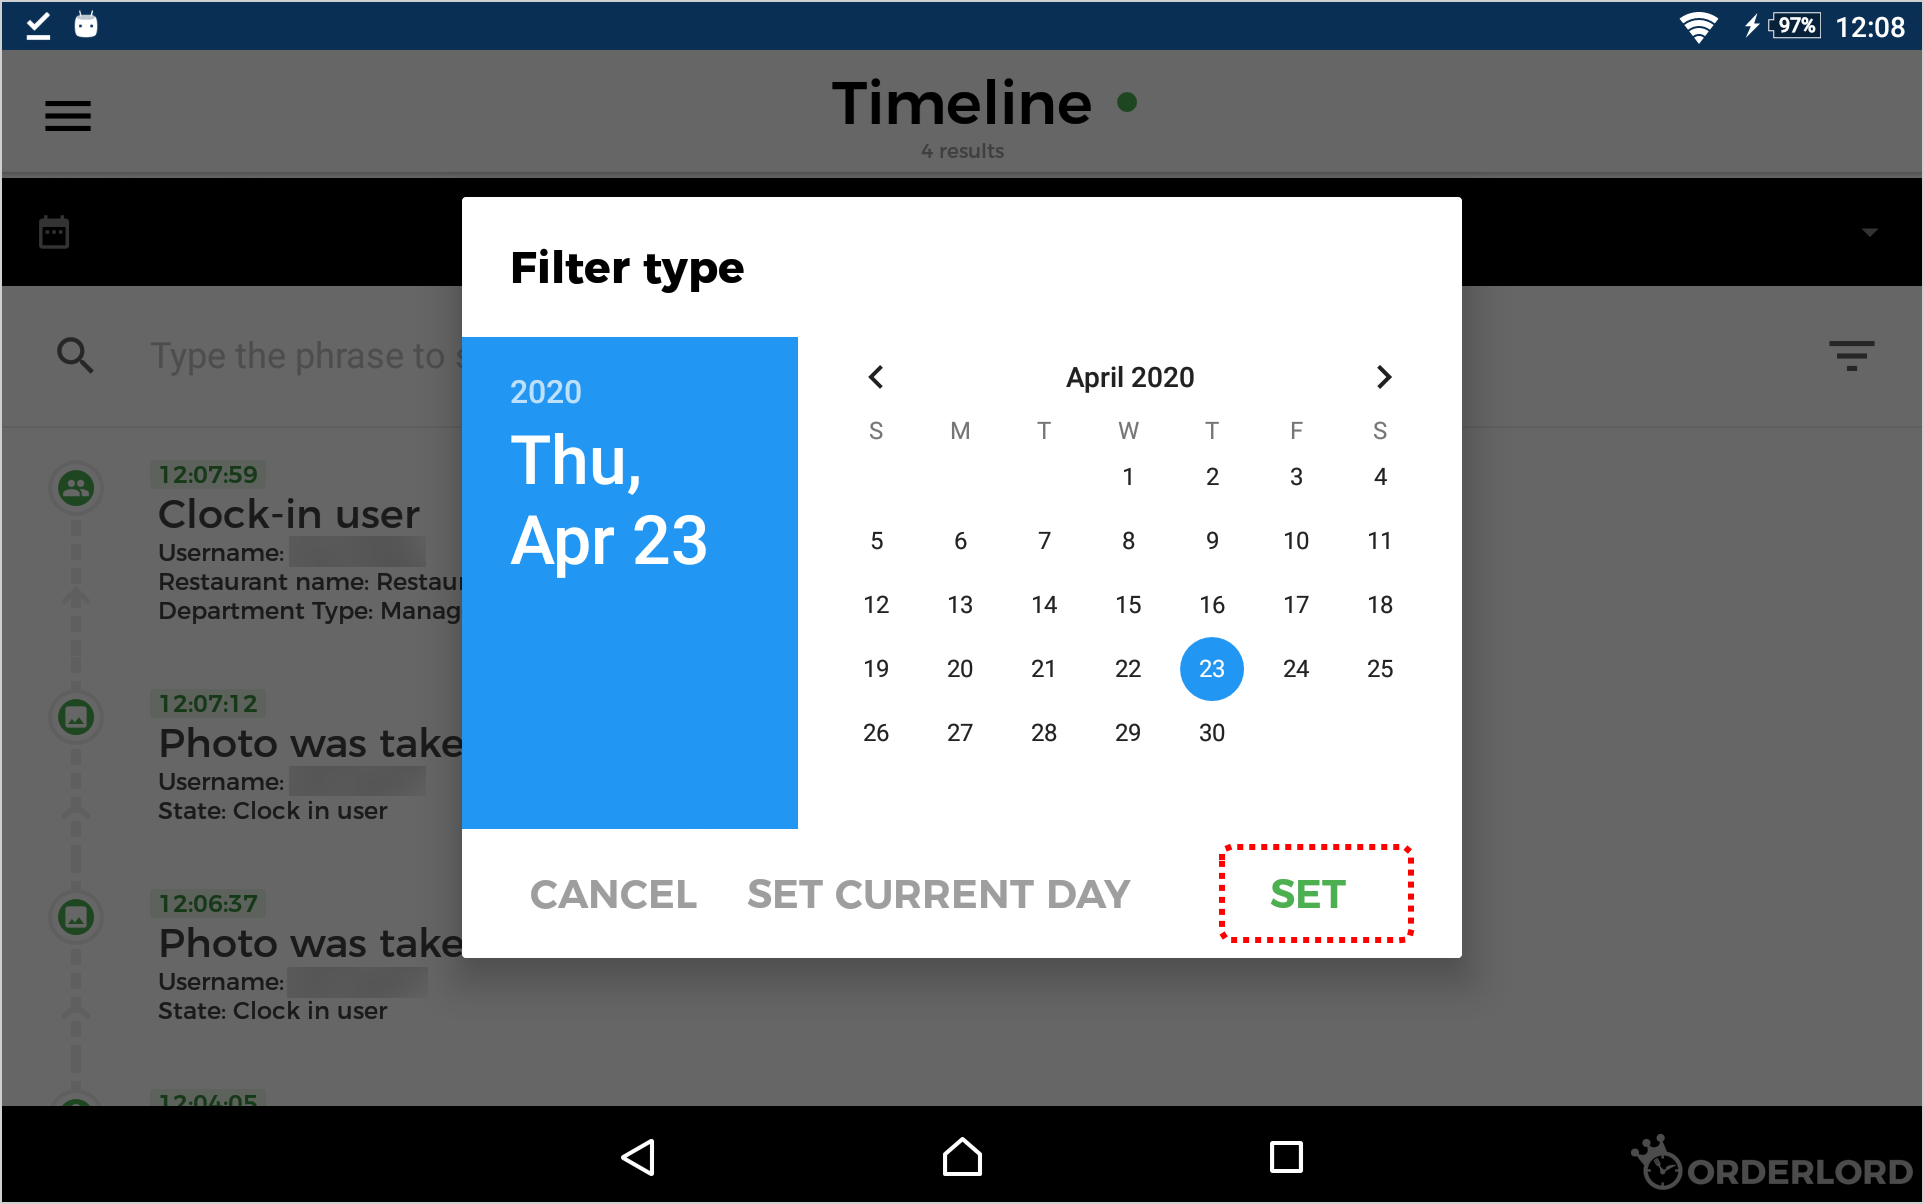 97% 12:08
Timeline
4 results
Filter type
Type the phrase to
2020
Thu,
Apr 23
April 2020
S M T W T F S
1 2 3 4
5 6 7 8 9 10 11
12 13 14 15 16 17 18
19 20 21 22 23 24 25
26 27 28 29 30
CANCEL SET CURRENT DAY SET
12:07:59
Clock-in user
Username:
Restaurant name: Restaur
Department Type: Manag
12:07:12
Photo was take
Username:
State: Clock in user
12:06:37
Photo was take
Username:
State: Clock in user
12:04:05
ORDERLORD